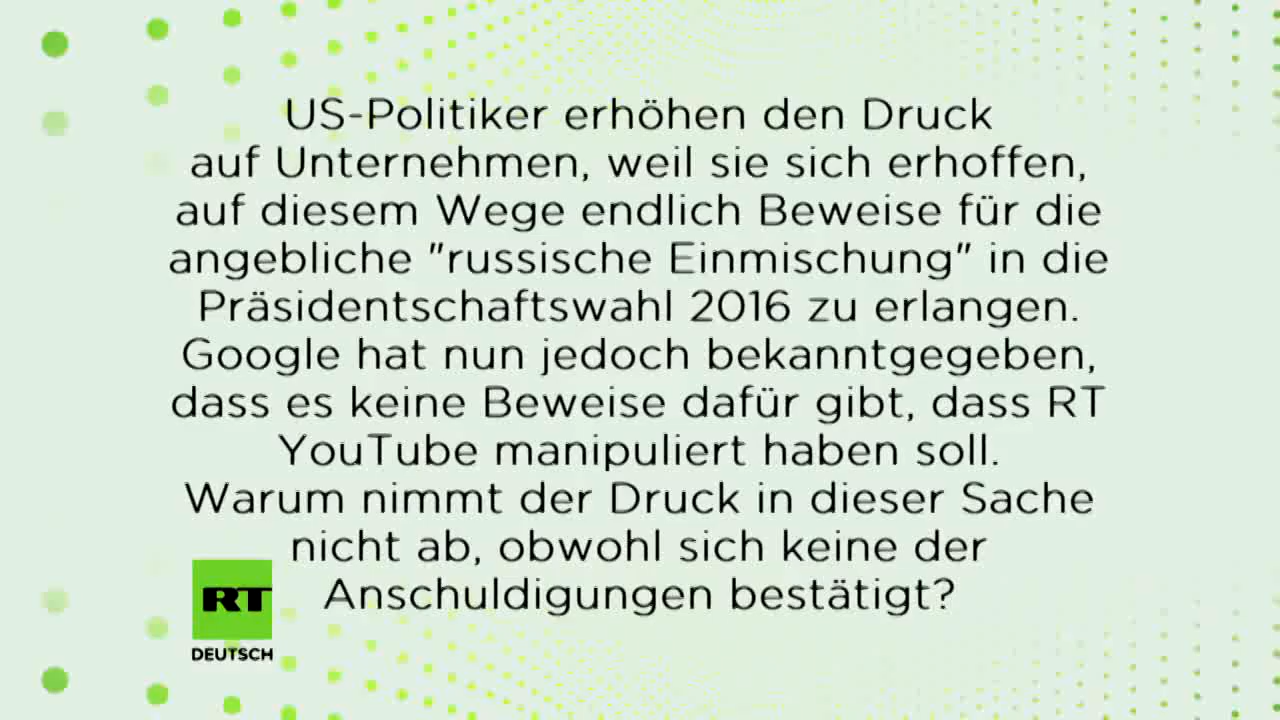 US-Politiker erhöhen den Druck
auf Unternehmen, weil sie sich erhoffen,
auf diesem Wege endlich Beweise für die
angebliche "russische Einmischung" in die
Präsidentschaftswahl 2016 zu erlangen.
Google hat nun jedoch bekanntgegeben,
dass es keine Beweise dafür gibt, dass RT
YouTube manipuliert haben soll.
Warum nimmt der Druck in dieser Sache
nicht ab, obwohl sich keine der
Anschuldigungen bestätigt?
RT
DEUTSCH